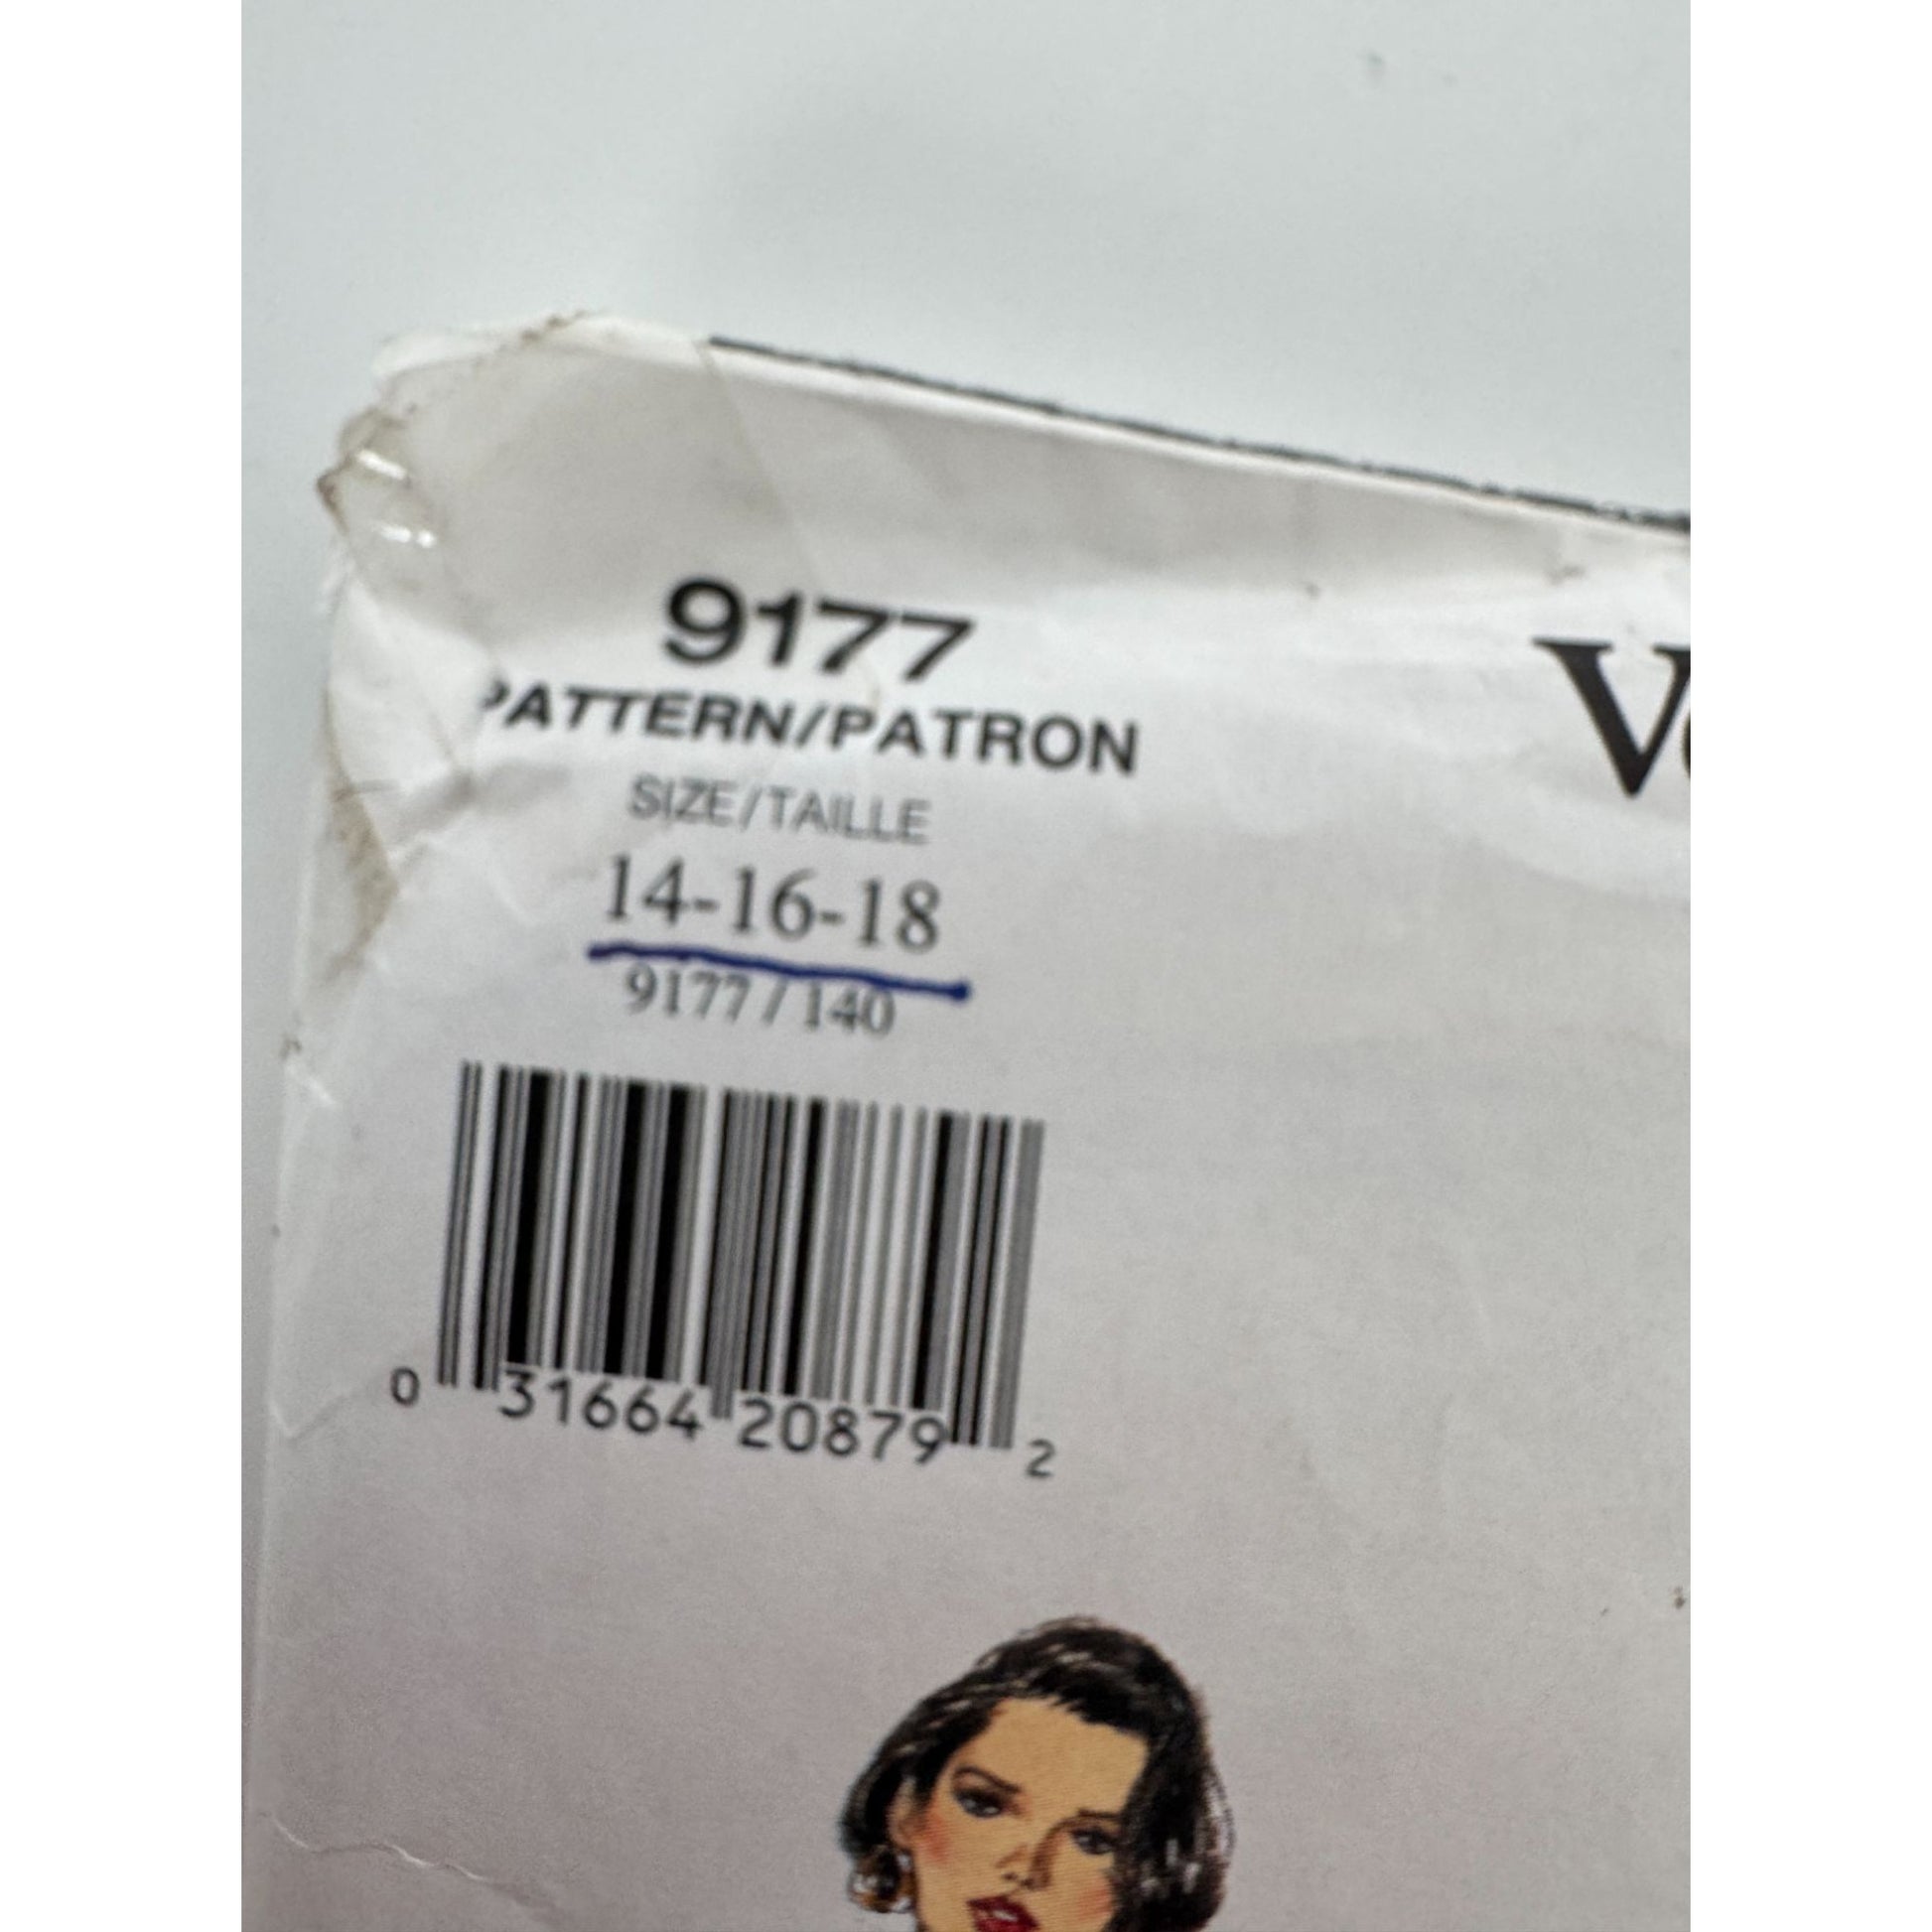 9177
PATTERN/PATRON
SIZE/TAILLE
14-16-18
9177 / 140
0 31664 20879 2